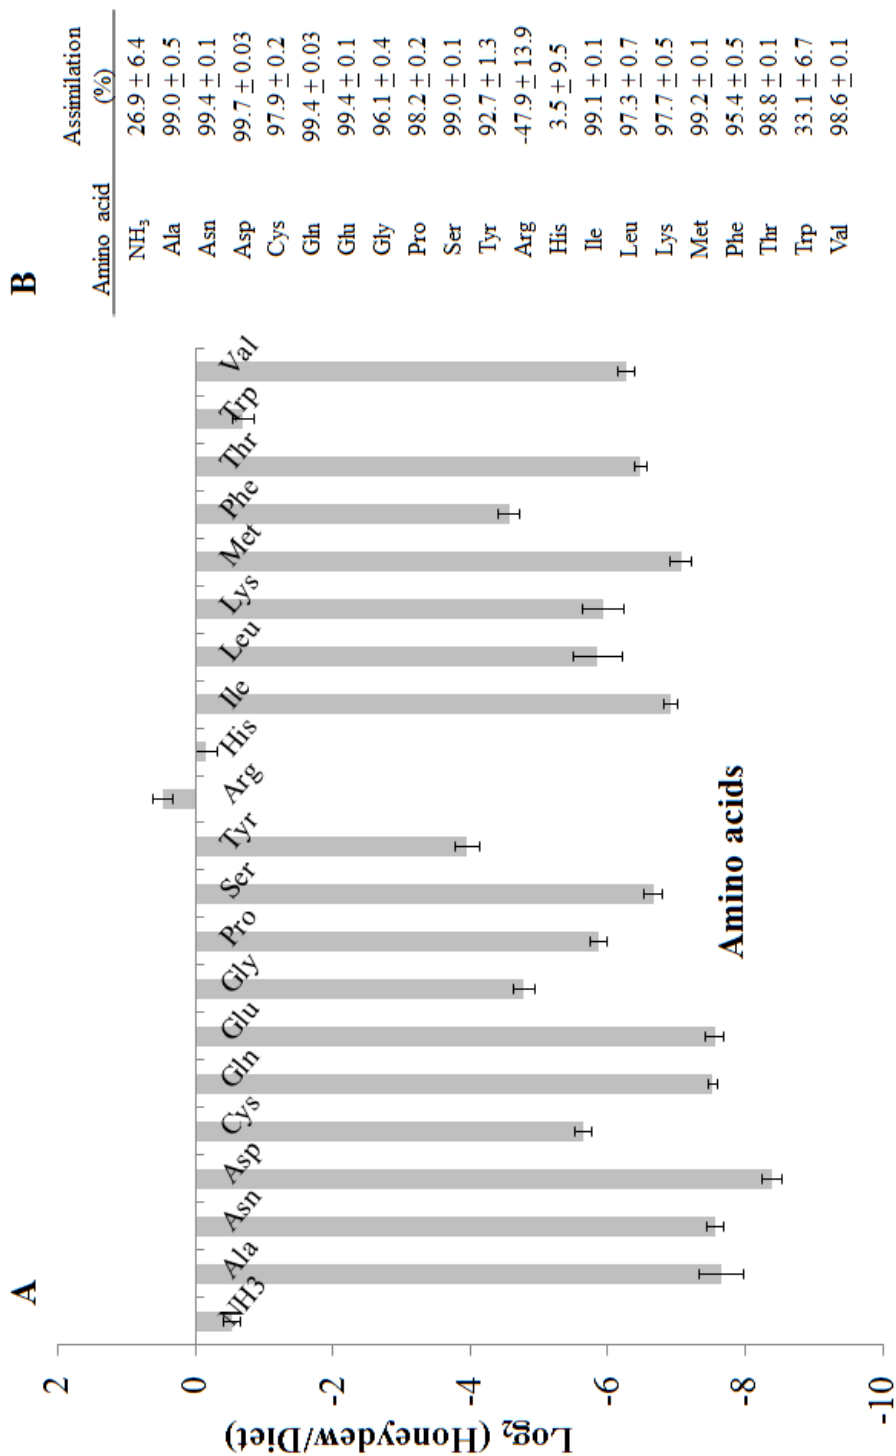 A
2
0
-2
-4
-6
-8
-10
Log₂ (Honeydew/Diet)
NH3
Ala
Asn
Asp
Cys
Gln
Glu
Gly
Pro
Ser
Tyr
Arg
His
Ile
Leu
Lys
Met
Phe
Thr
Trp
Val
Amino acids
B
Amino acid Assimilation
(%)
NH₃ 26.9 ± 6.4
Ala 99.0 ± 0.5
Asn 99.4 ± 0.1
Asp 99.7 ± 0.03
Cys 97.9 ± 0.2
Gln 99.4 ± 0.03
Glu 99.4 ± 0.1
Gly 96.1 ± 0.4
Pro 98.2 ± 0.2
Ser 99.0 ± 0.1
Tyr 92.7 ± 1.3
Arg -47.9 ± 13.9
His 3.5 ± 9.5
Ile 99.1 ± 0.1
Leu 97.3 ± 0.7
Lys 97.7 ± 0.5
Met 99.2 ± 0.1
Phe 95.4 ± 0.5
Thr 98.8 ± 0.1
Trp 33.1 ± 6.7
Val 98.6 ± 0.1